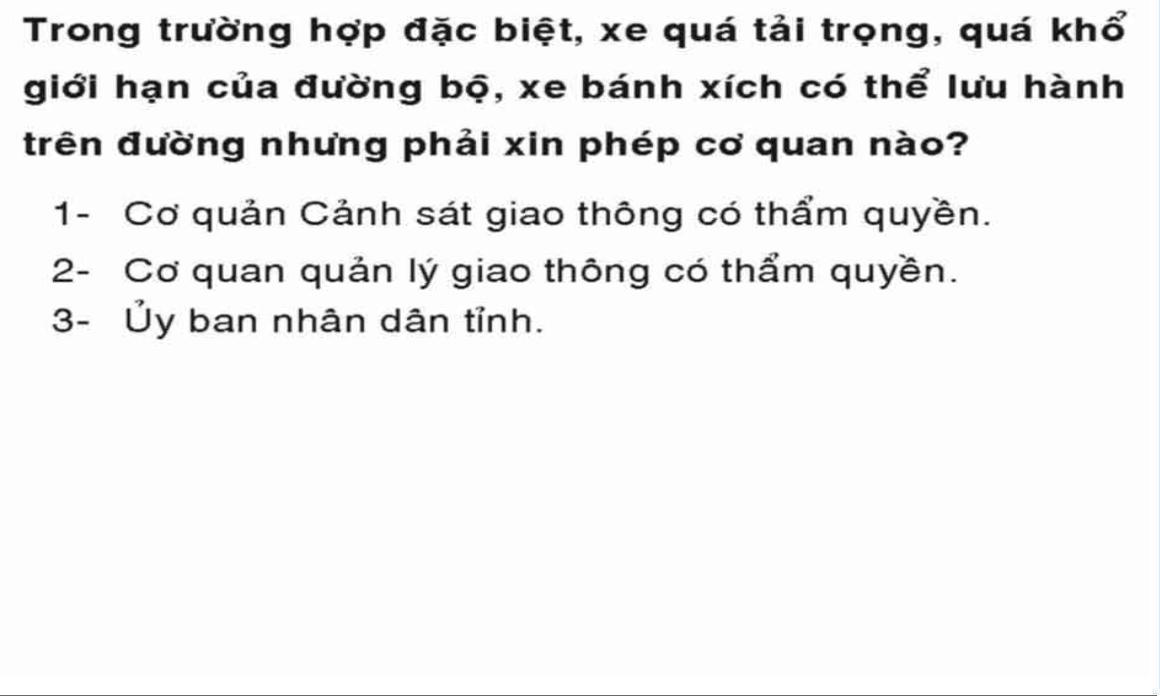 Trong trường hợp đặc biệt, xe quá tải trọng, quá khổ
giới hạn của đường bộ, xe bánh xích có thể lưu hành
trên đường nhưng phải xin phép cơ quan nào?
1- Cơ quản Cảnh sát giao thông có thẩm quyền.
2- Cơ quan quản lý giao thông có thẩm quyền.
3- Ủy ban nhân dân tỉnh.